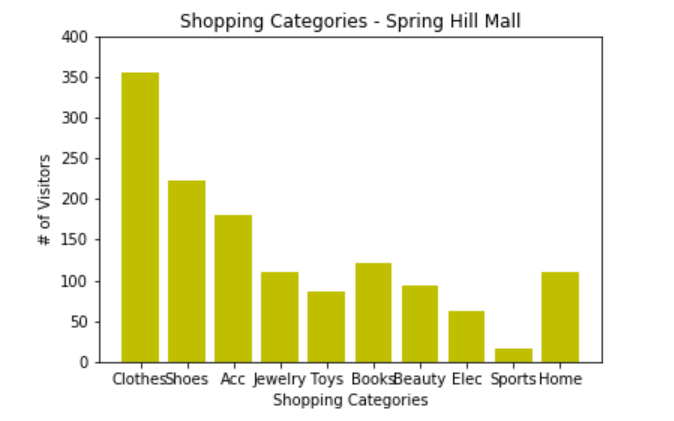 Shopping Categories - Spring Hill Mall
400
350
300
250
200
150
100
50
0
# of Visitors
Clothes Shoes Acc Jewelry Toys Books Beauty Elec Sports Home
Shopping Categories